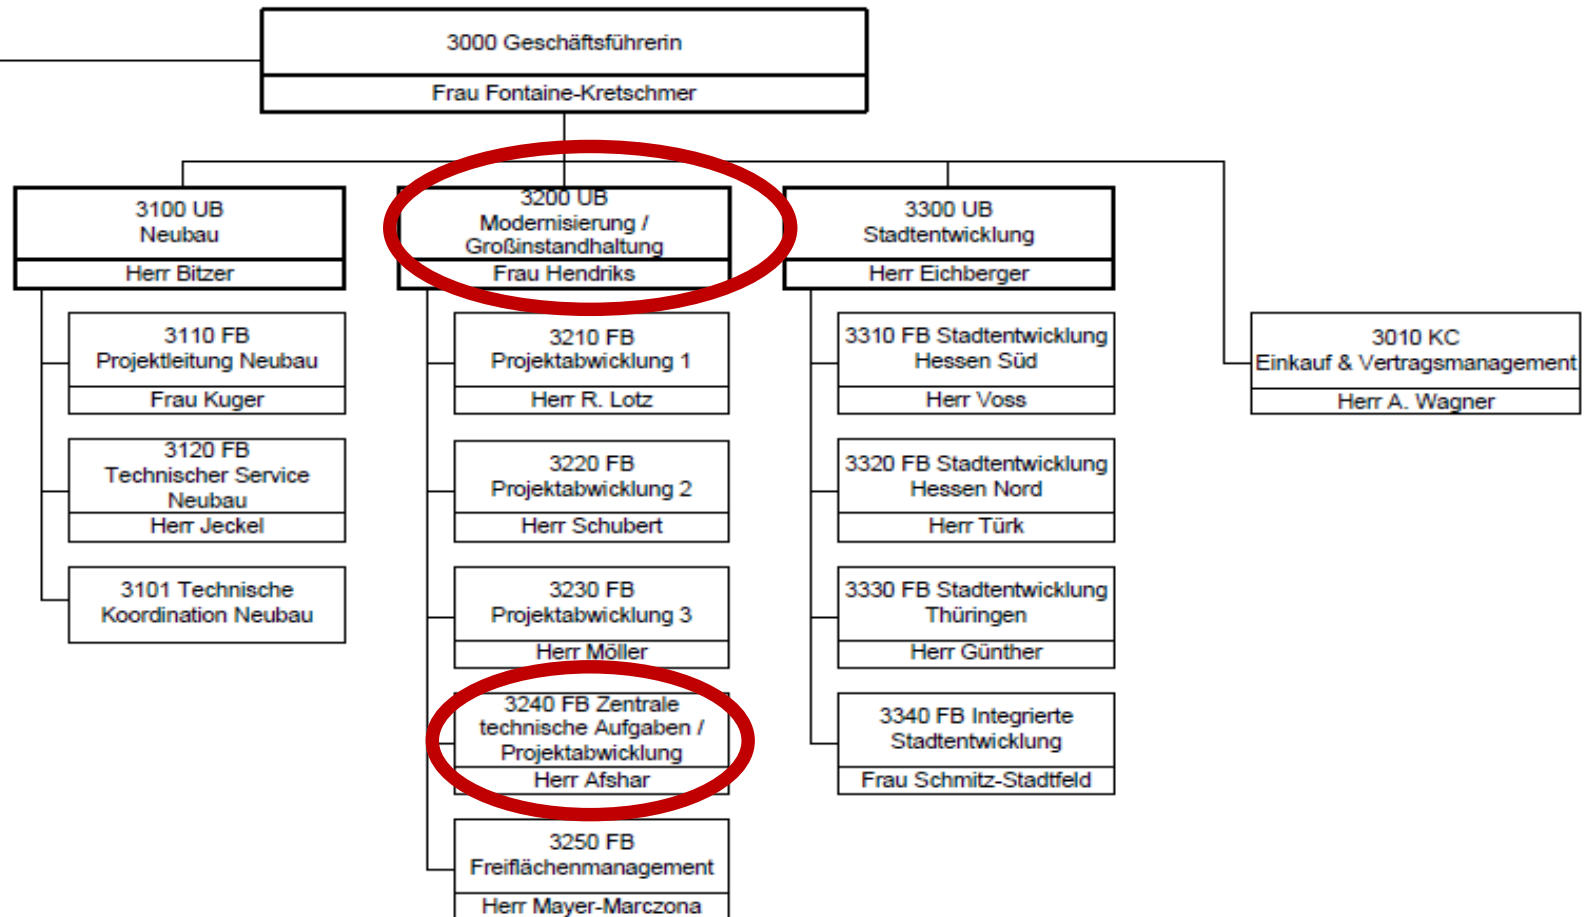 3000 Geschäftsführerin
Frau Fontaine-Kretschmer
3100 UB
Neubau
Herr Bitzer
3110 FB
Projektleitung Neubau
Frau Kuger
3120 FB
Technischer Service
Neubau
Herr Jeckel
3101 Technische
Koordination Neubau
3200 UB
Modernisierung /
Großinstandhaltung
Frau Hendriks
3210 FB
Projektabwicklung 1
Herr R. Lotz
3220 FB
Projektabwicklung 2
Herr Schubert
3230 FB
Projektabwicklung 3
Herr Möller
3240 FB Zentrale
technische Aufgaben /
Projektabwicklung
Herr Afshar
3250 FB
Freiflächenmanagement
Herr Mayer-Marczona
3300 UB
Stadtentwicklung
Herr Eichberger
3310 FB Stadtentwicklung
Hessen Süd
Herr Voss
3320 FB Stadtentwicklung
Hessen Nord
Herr Türk
3330 FB Stadtentwicklung
Thüringen
Herr Günther
3340 FB Integrierte
Stadtentwicklung
Frau Schmitz-Stadtfeld
3010 KC
Einkauf & Vertragsmanagement
Herr A. Wagner